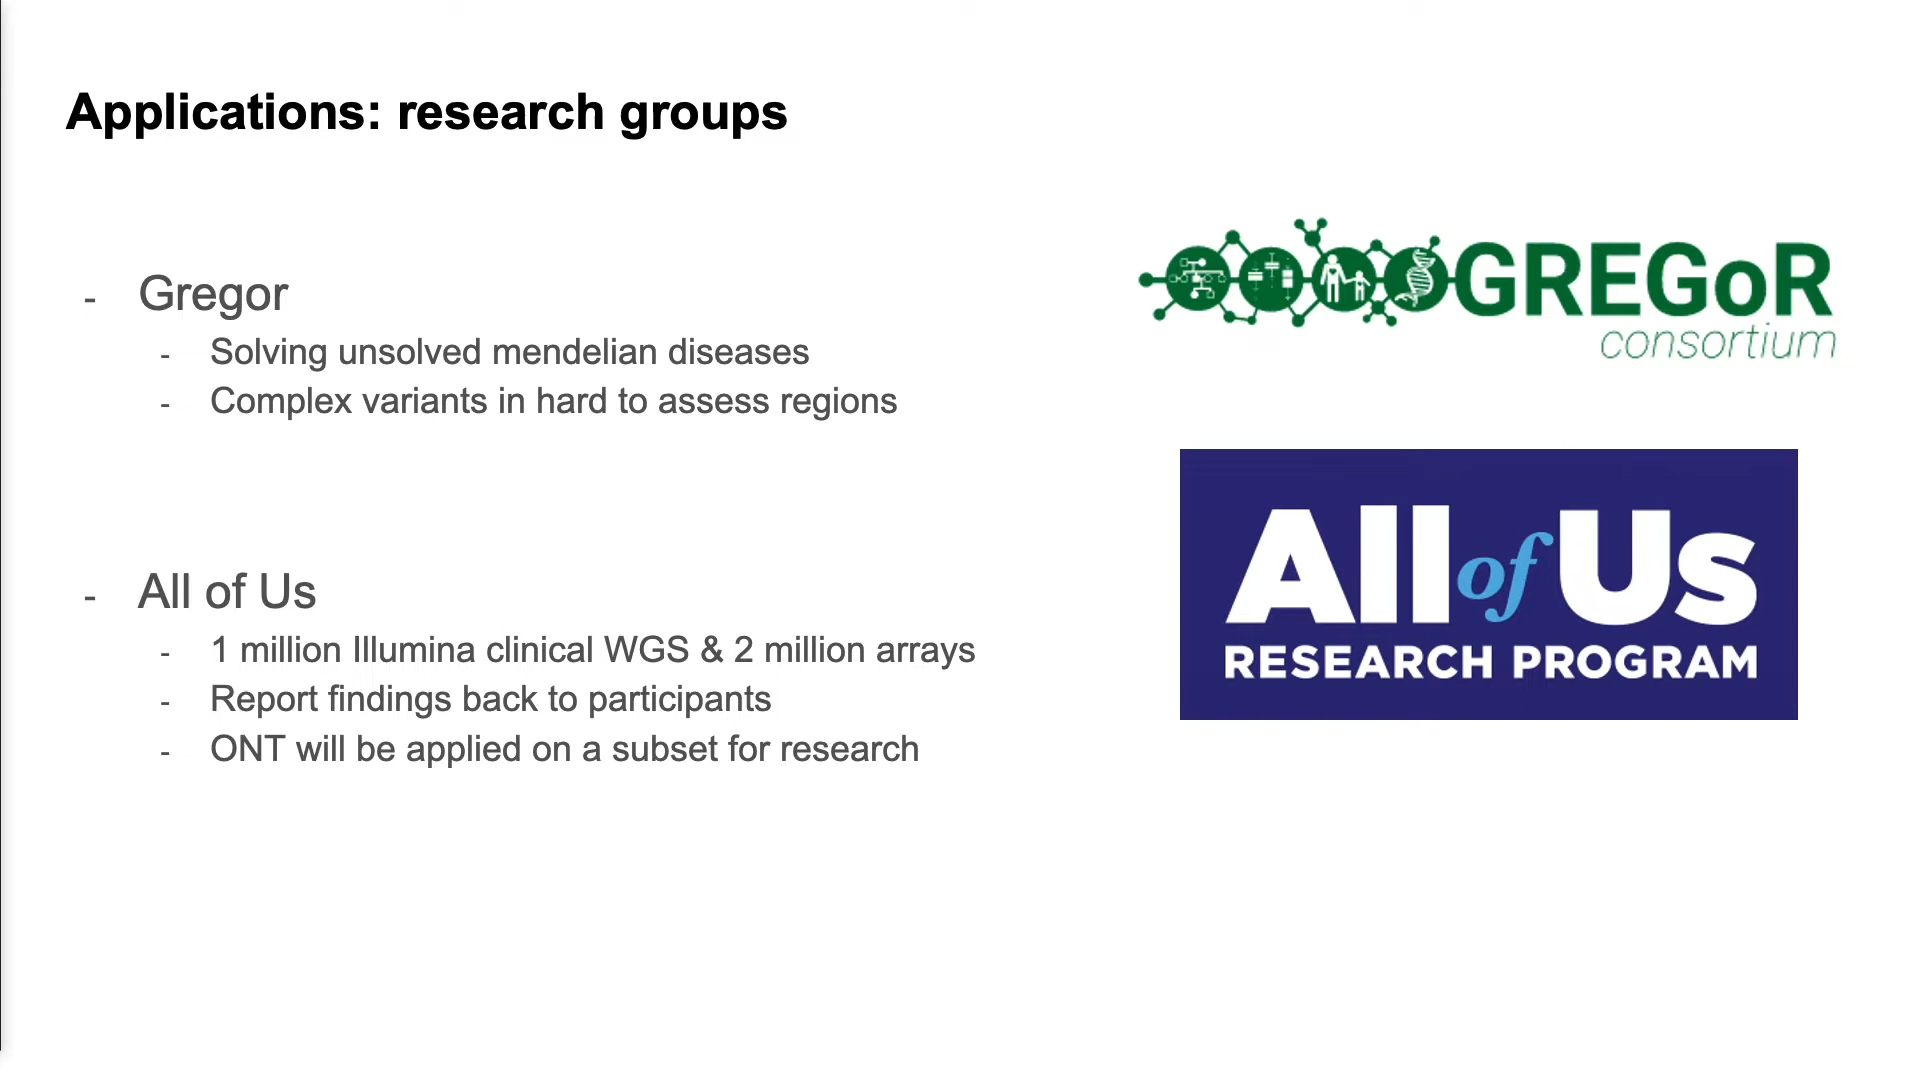 Applications: research groups
- Gregor
- Solving unsolved mendelian diseases
- Complex variants in hard to assess regions
- All of Us
- 1 million Illumina clinical WGS & 2 million arrays
- Report findings back to participants
- ONT will be applied on a subset for research
GREGoR
consortium
All of Us
RESEARCH PROGRAM